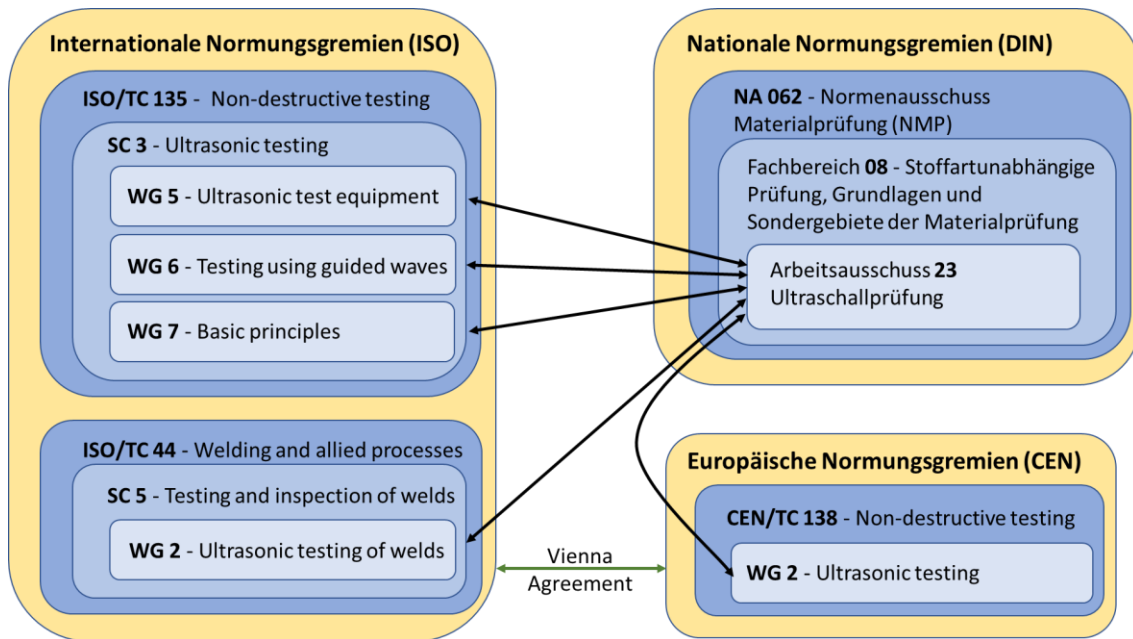 Internationale Normungsgremien (ISO)
ISO/TC 135 - Non-destructive testing
SC 3 - Ultrasonic testing
WG 5 - Ultrasonic test equipment
WG 6 - Testing using guided waves
WG 7 - Basic principles
ISO/TC 44 - Welding and allied processes
SC 5 - Testing and inspection of welds
WG 2 - Ultrasonic testing of welds
Nationale Normungsgremien (DIN)
NA 062 - Normenausschuss
Materialprüfung (NMP)
Fachbereich 08 - Stoffartunabhängige
Prüfung, Grundlagen und
Sondergebiete der Materialprüfung
Arbeitsausschuss 23
Ultraschallprüfung
Vienna
Agreement
Europäische Normungsgremien (CEN)
CEN/TC 138 - Non-destructive testing
WG 2 - Ultrasonic testing